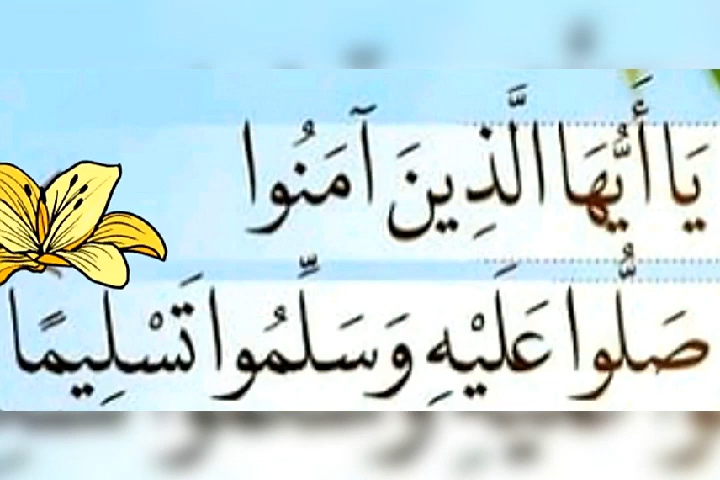 يَا أَيُّهَا الَّذِينَ آمَنُوا
صَلُّوا عَلَيْهِ وَسَلِّمُوا تَسْلِيمًا